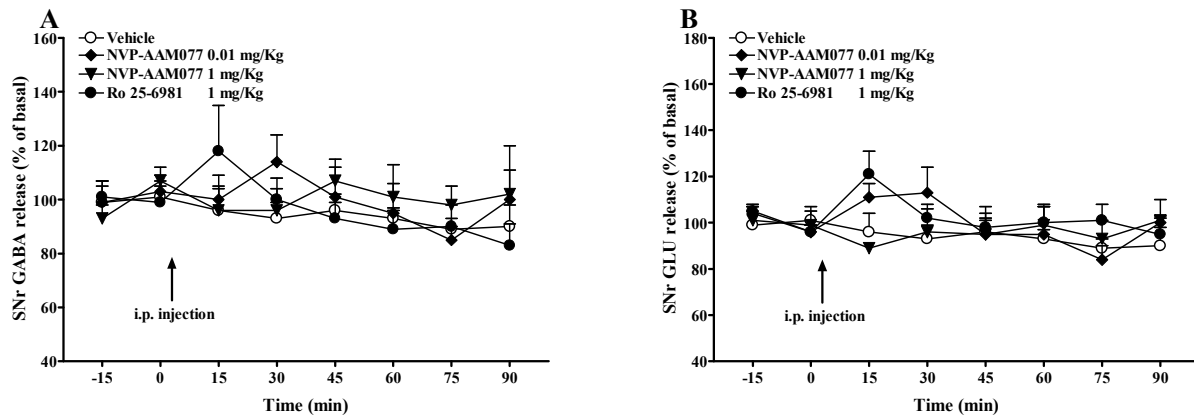 A
160
140
120
100
80
60
40
SNr GABA release (% of basal)
Vehicle
NVP-AAM077 0.01 mg/Kg
NVP-AAM077 1 mg/Kg
Ro 25-6981 1 mg/Kg
i.p. injection
-15 0 15 30 45 60 75 90
Time (min)
B
180
160
140
120
100
80
60
40
SNr GLU release (% of basal)
Vehicle
NVP-AAM077 0.01 mg/Kg
NVP-AAM077 1 mg/Kg
Ro 25-6981 1 mg/Kg
i.p. injection
-15 0 15 30 45 60 75 90
Time (min)